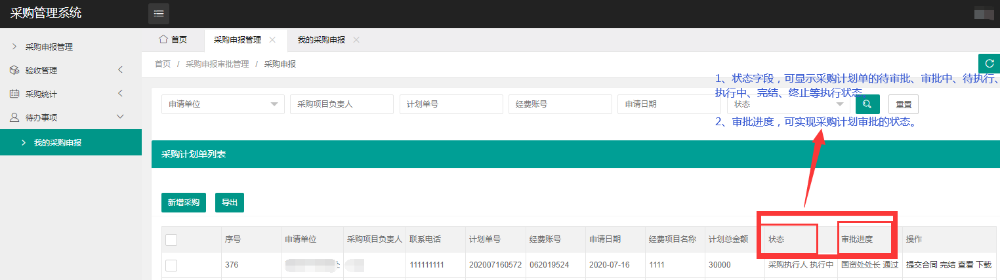 采购管理系统
首页
采购申报管理
我的采购申报
采购申报管理
验收管理
采购统计
待办事项
我的采购申报
首页 / 采购申报审批管理 / 采购申报
1、状态字段，可显示采购计划单的待审批、审批中、待执行、
执行中、完结、终止等执行状态。
申请单位
采购项目负责人
计划单号
经费账号
申请日期
状态
重置
2、审批进度，可实现采购计划审批的状态。
采购计划单列表
新增采购
导出
序号 申请单位 采购项目负责人 联系电话 计划单号 经费账号 申请日期 经费项目名称 计划总金额 状态 审批进度 操作
376 111111111 202007160572 062019524 2020-07-16 1111 30000 采购执行人 执行中 国资处处长 通过 提交合同 完结 查看 下载